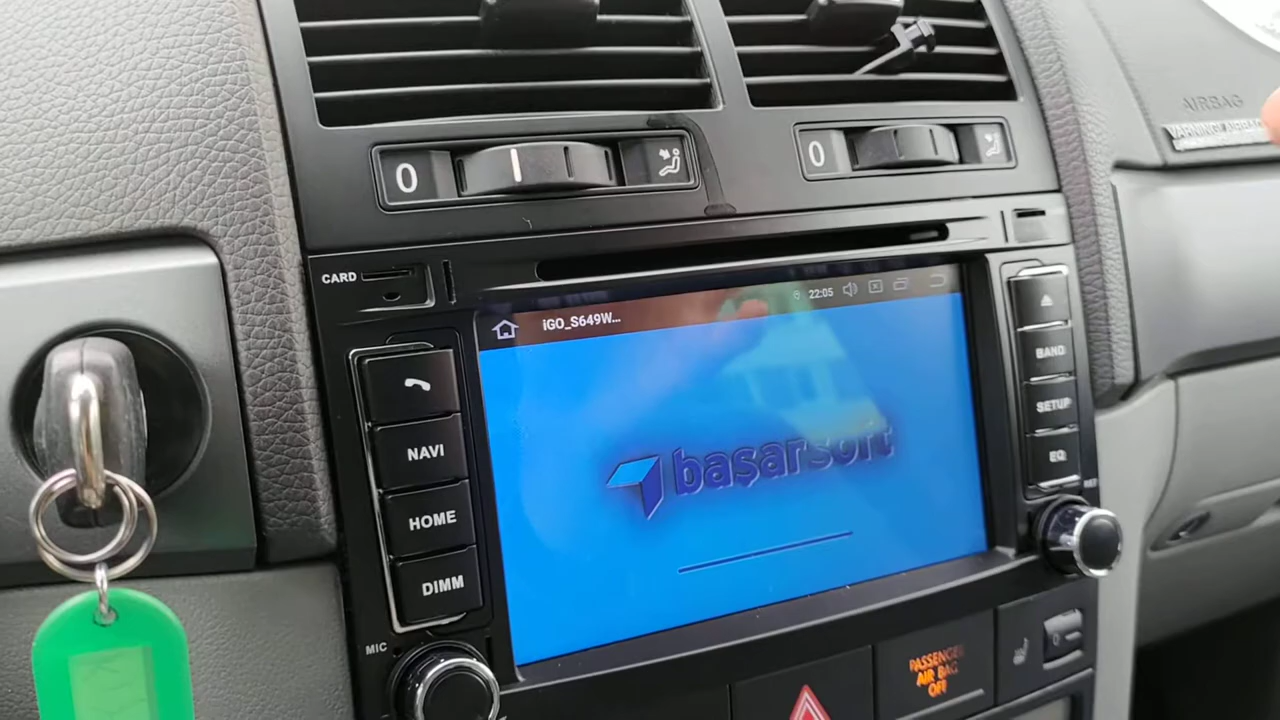 AIRBAG
0
0
CARD
22:05
iGO_S649W...
BAND
NAVI
SETUP
başarsoft
EQ
HOME
DIMM
MIC
PASSENGER
AIR BAG
OFF